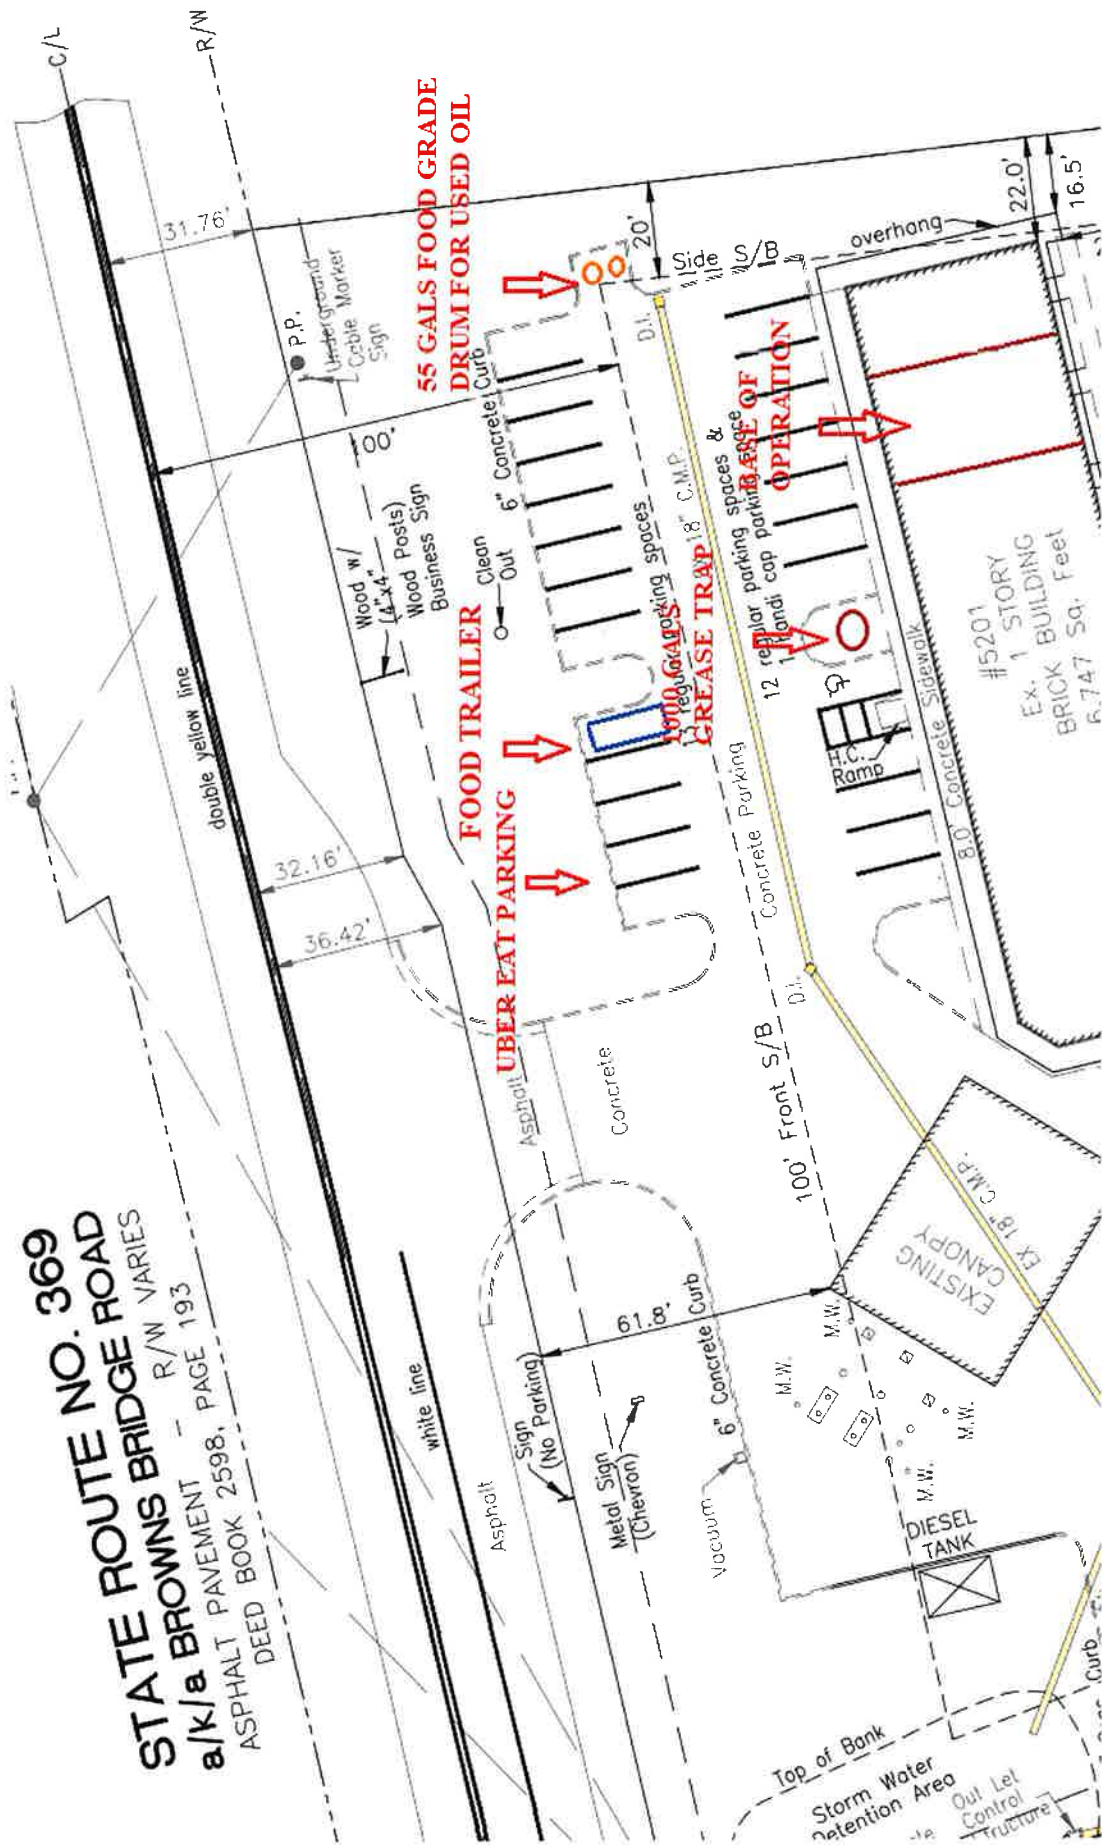 STATE ROUTE NO. 369
a/k/a BROWNS BRIDGE ROAD
ASPHALT PAVEMENT - R/W VARIES
DEED BOOK 2598, PAGE 193
C/L
R/W
31.76'
double yellow line
white line
32.16'
36.42'
P.P.
Underground
Cable Marker
Sign
00'
Wood w/
(4"x4"
Wood Posts)
Business Sign
Clean
Out
6" Concrete Curb
55 GALS FOOD GRADE
DRUM FOR USED OIL
FOOD TRAILER
UBER EAT PARKING
1000 GALS
GREASE TRAP
BASE OF
OPERATION
20'
Side S/B
overhang
22.0'
16.5'
D.I.
18" C.M.P.
13 regular parking spaces
12 regular parking spaces &
1 handi cap parking space
Concrete Parking
H.C.
Ramp
8.0' Concrete Sidewalk
#5201
Ex. 1 STORY
BRICK BUILDING
6,747 Sq. Feet
Asphalt
Concrete
100' Front S/B
D.I.
EXISTING
CANOPY
EX 18" C.M.P.
61.8'
6" Concrete Curb
Asphalt
Sign
(No Parking)
Metal Sign
(Chevron)
Vacuum
M.W.
M.W.
M.W.
M.W.
DIESEL
TANK
Top of Bank
Storm Water
Detention Area
Out Let
Control
Curb